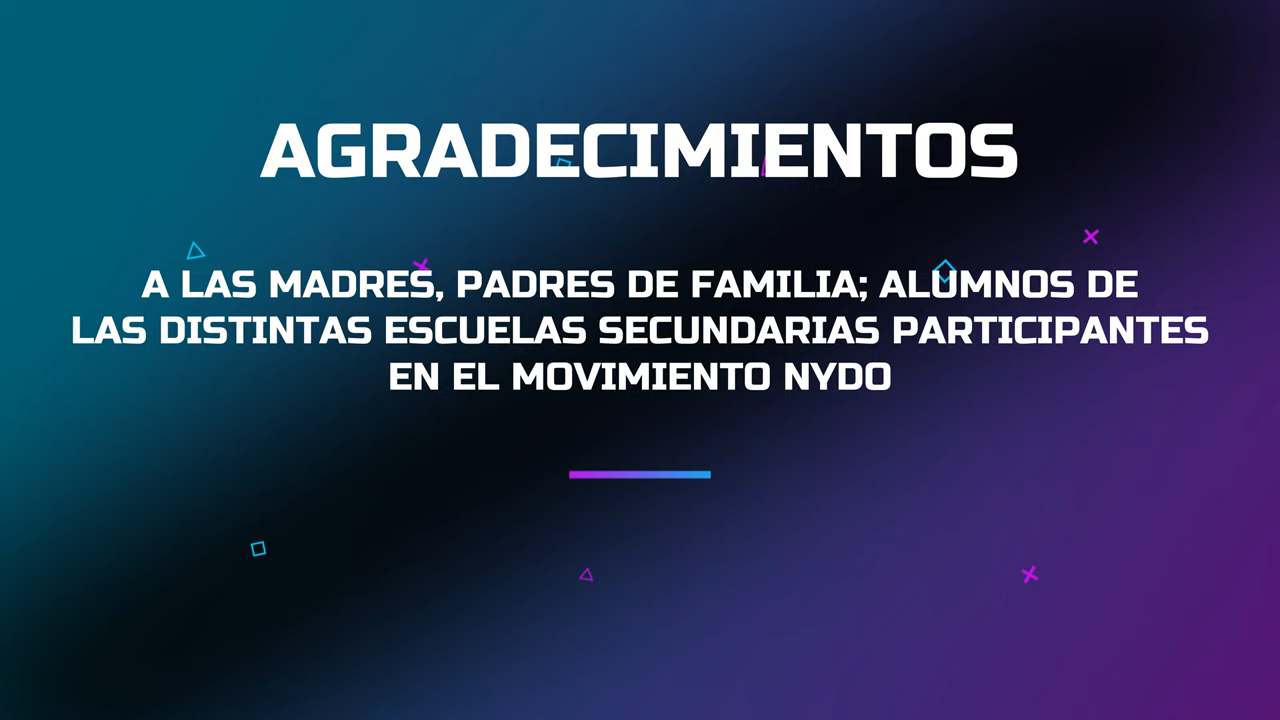 AGRADECIMIENTOS
A LAS MADRES, PADRES DE FAMILIA; ALUMNOS DE
LAS DISTINTAS ESCUELAS SECUNDARIAS PARTICIPANTES
EN EL MOVIMIENTO NYDO